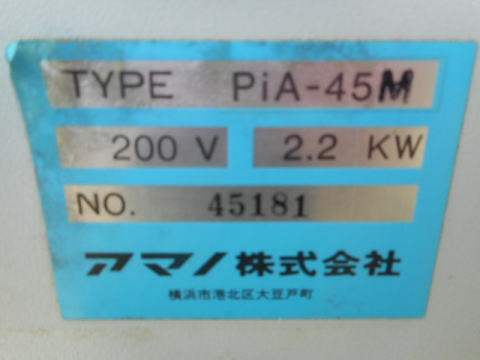 TYPE PiA-45M
200 V 2.2 KW
NO. 45181
アマノ株式会社
横浜市港北区大豆戸町